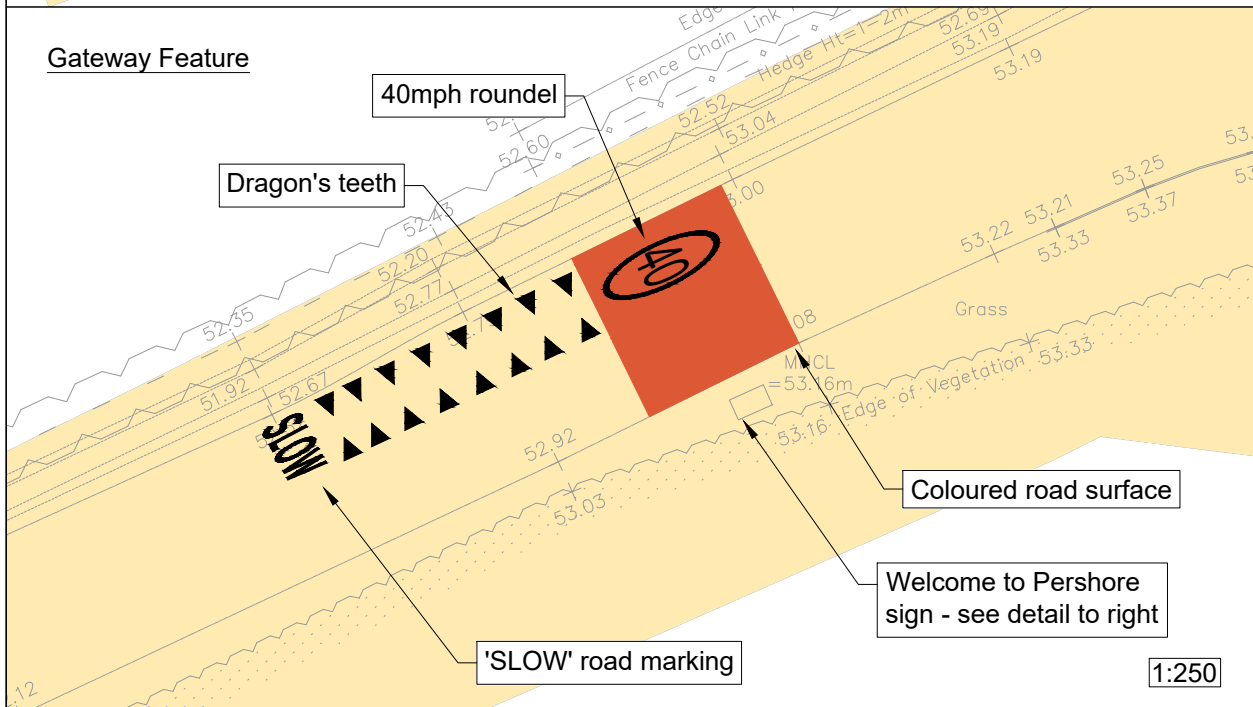 Gateway Feature
Edge
Fence Chain Link
Hedge Ht=1-2m
52.69
53.19
53.19
40mph roundel
52.52
53.04
52.60
Dragon's teeth
53.25
53.37
53.21
53.33
53.22
52.43
52.20
52.77
40
Grass
52.35
51.92
52.67
08
=53.16m
53.33
53.16
Edge of Vegetation
SLOW
52.92
53.03
Coloured road surface
Welcome to Pershore
sign - see detail to right
'SLOW' road marking
1:250